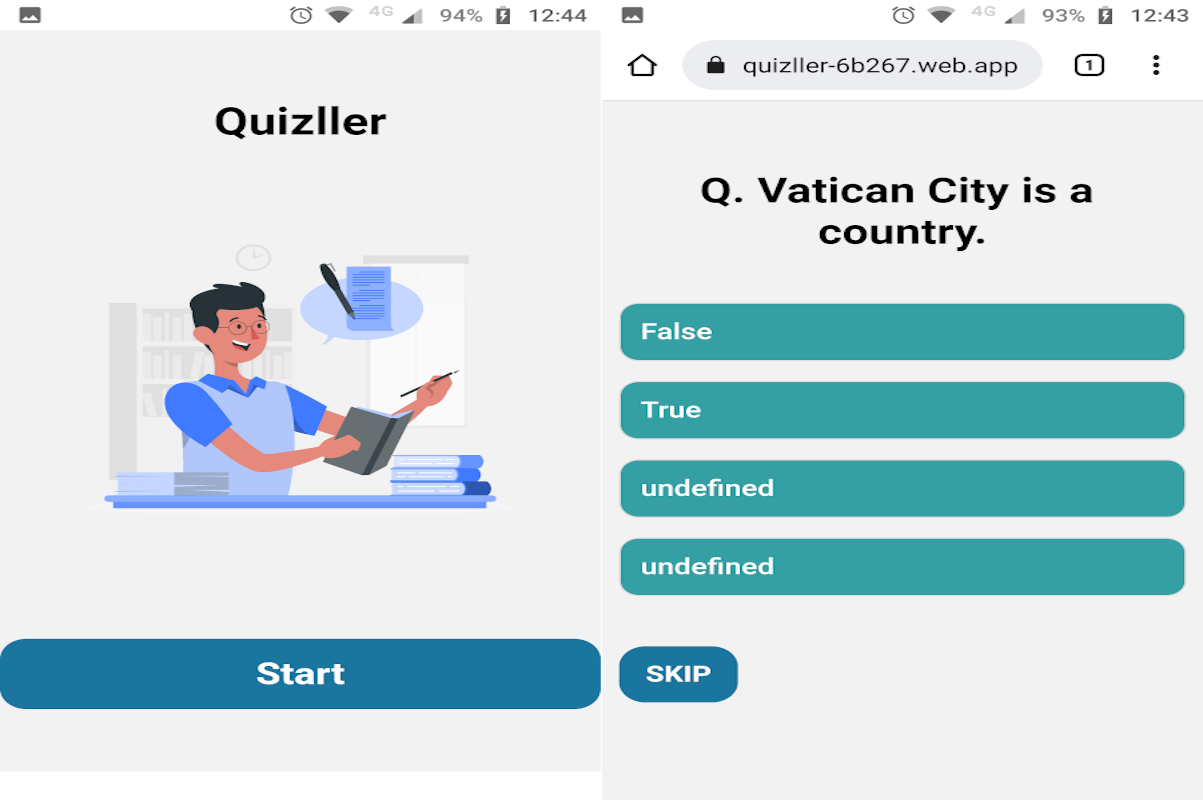 4G 94% 12:44
Quizller
Start
4G 93% 12:43
quizller-6b267.web.app 1
Q. Vatican City is a
country.
False
True
undefined
undefined
SKIP